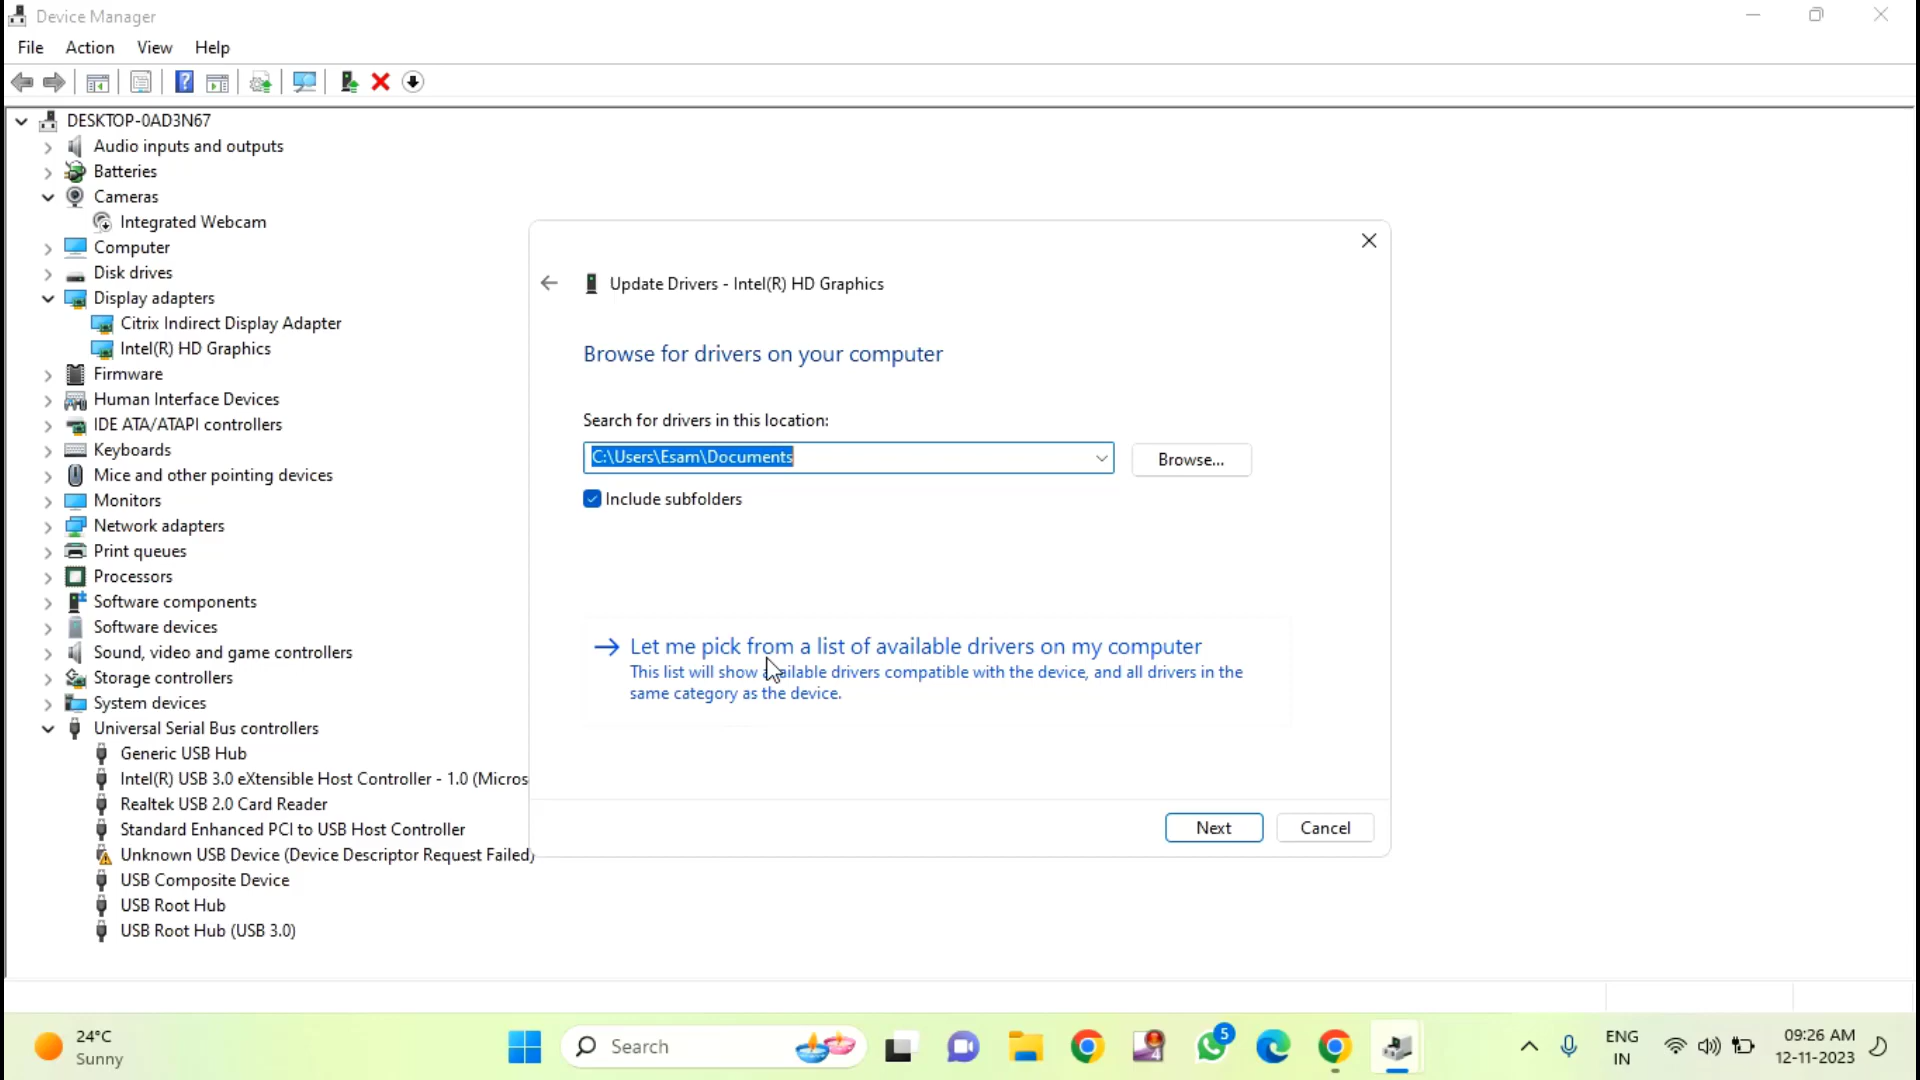 Device Manager
File Action View Help
DESKTOP-0AD3N67
Audio inputs and outputs
Batteries
Cameras
Integrated Webcam
Computer
Disk drives
Display adapters
Citrix Indirect Display Adapter
Intel(R) HD Graphics
Firmware
Human Interface Devices
IDE ATA/ATAPI controllers
Keyboards
Mice and other pointing devices
Monitors
Network adapters
Print queues
Processors
Software components
Software devices
Sound, video and game controllers
Storage controllers
System devices
Universal Serial Bus controllers
Generic USB Hub
Intel(R) USB 3.0 eXtensible Host Controller - 1.0 (Micros
Realtek USB 2.0 Card Reader
Standard Enhanced PCI to USB Host Controller
Unknown USB Device (Device Descriptor Request Failed)
USB Composite Device
USB Root Hub
USB Root Hub (USB 3.0)
Update Drivers - Intel(R) HD Graphics
Browse for drivers on your computer
Search for drivers in this location:
C:\Users\Esam\Documents
Browse...
Include subfolders
Let me pick from a list of available drivers on my computer
This list will show available drivers compatible with the device, and all drivers in the
same category as the device.
Next Cancel
24°C
Sunny
Search
4
5
ENG
IN
09:26 AM
12-11-2023